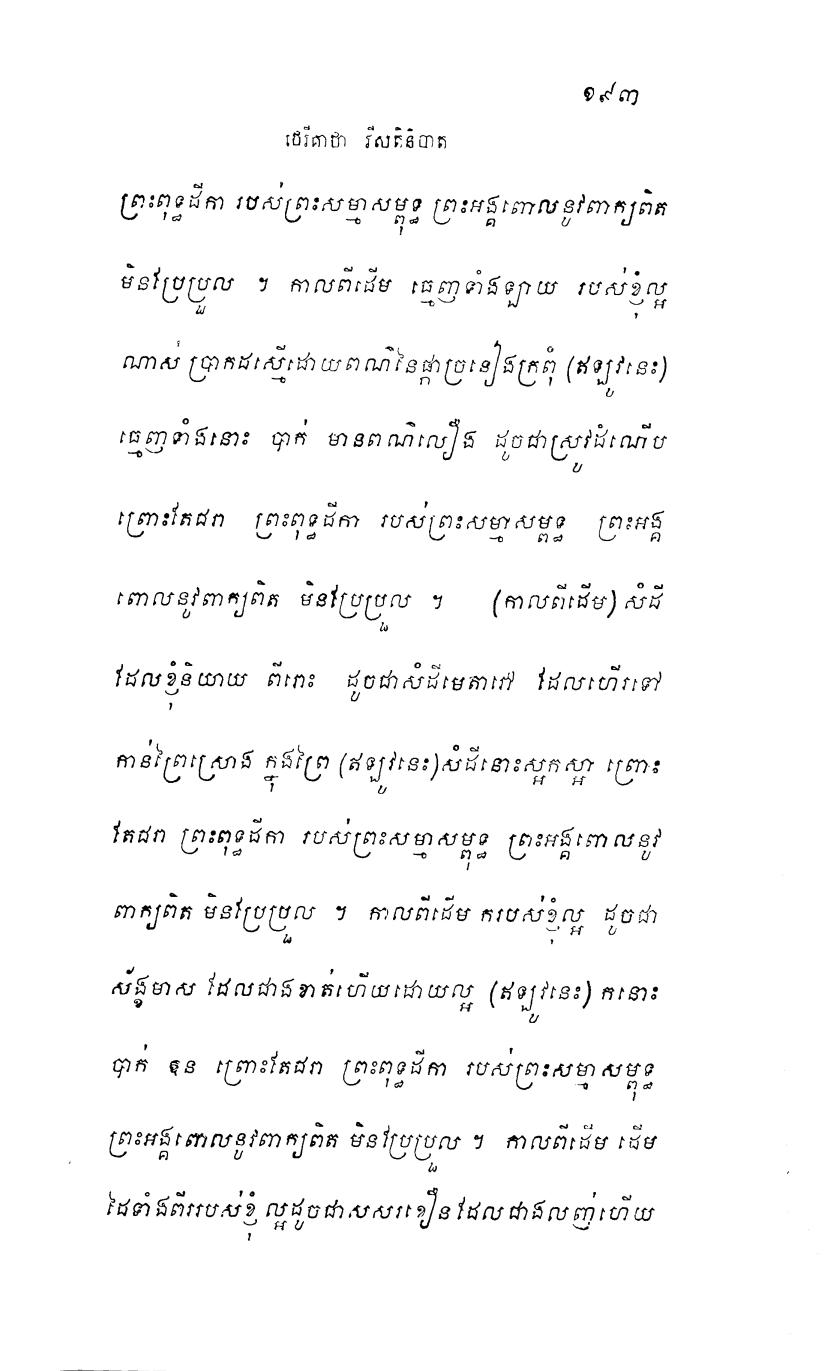 ១៩៣
ថេរីគាថា វីសតិនិបាត
ព្រះពុទ្ធដីកា របស់ព្រះសម្មាសម្ពុទ្ធ ព្រះអង្គពោលនូវពាក្យពិត
មិនប្រែប្រួល ។ កាលពីដើម ធ្មេញទាំងឡាយ របស់ខ្ញុំល្អ
ណាស់ ប្រាកដស្មើដោយពណ៌នៃផ្កាច្រនៀងក្រពុំ (ឥឡូវនេះ)
ធ្មេញទាំងនោះ បាក់ មានពណ៌លឿង ដូចជាស្រូវដំណើប
ព្រោះតែជរា ព្រះពុទ្ធដីកា របស់ព្រះសម្មាសម្ពុទ្ធ ព្រះអង្គ
ពោលនូវពាក្យពិត មិនប្រែប្រួល ។ (កាលពីដើម) សំដី
ដែលខ្ញុំនិយាយ ពីរោះ ដូចជាសំដីមេតាវៅ ដែលហើរទៅ
កាន់ព្រៃស្រោង ក្នុងព្រៃ (ឥឡូវនេះ) សំដីនោះស្អកស្អា ព្រោះ
តែជរា ព្រះពុទ្ធដីកា របស់ព្រះសម្មាសម្ពុទ្ធ ព្រះអង្គពោលនូវ
ពាក្យពិត មិនប្រែប្រួល ។ កាលពីដើម ករបស់ខ្ញុំល្អ ដូចជា
ស័ង្ខមាស ដែលជាងខាត់ហើយដោយល្អ (ឥឡូវនេះ) កនោះ
បាក់ ឱន ព្រោះតែជរា ព្រះពុទ្ធដីកា របស់ព្រះសម្មាសម្ពុទ្ធ
ព្រះអង្គពោលនូវពាក្យពិត មិនប្រែប្រួល ។ កាលពីដើម ដើម
ដៃទាំងពីររបស់ខ្ញុំ ល្អដូចជាសសរខឿន ដែលជាងលញ់ហើយ